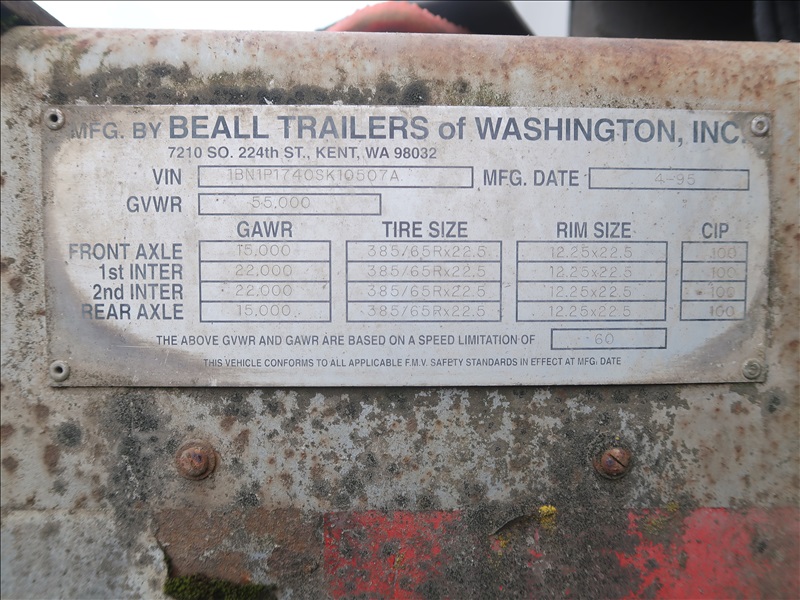 MFG. BY BEALL TRAILERS of WASHINGTON, INC.
7210 SO. 224th ST., KENT, WA 98032
VIN 1BN1P1740SK10507A MFG. DATE 4-95
GVWR 55,000
GAWR TIRE SIZE RIM SIZE CIP
FRONT AXLE 15,000 385/65Rx22.5 12.25x22.5 100
1st INTER 22,000 385/65Rx22.5 12.25x22.5 100
2nd INTER 22,000 385/65Rx22.5 12.25x22.5 100
REAR AXLE 15,000 385/65Rx22.5 12.25x22.5 100
THE ABOVE GVWR AND GAWR ARE BASED ON A SPEED LIMITATION OF 60
THIS VEHICLE CONFORMS TO ALL APPLICABLE F.M.V. SAFETY STANDARDS IN EFFECT AT MFG. DATE